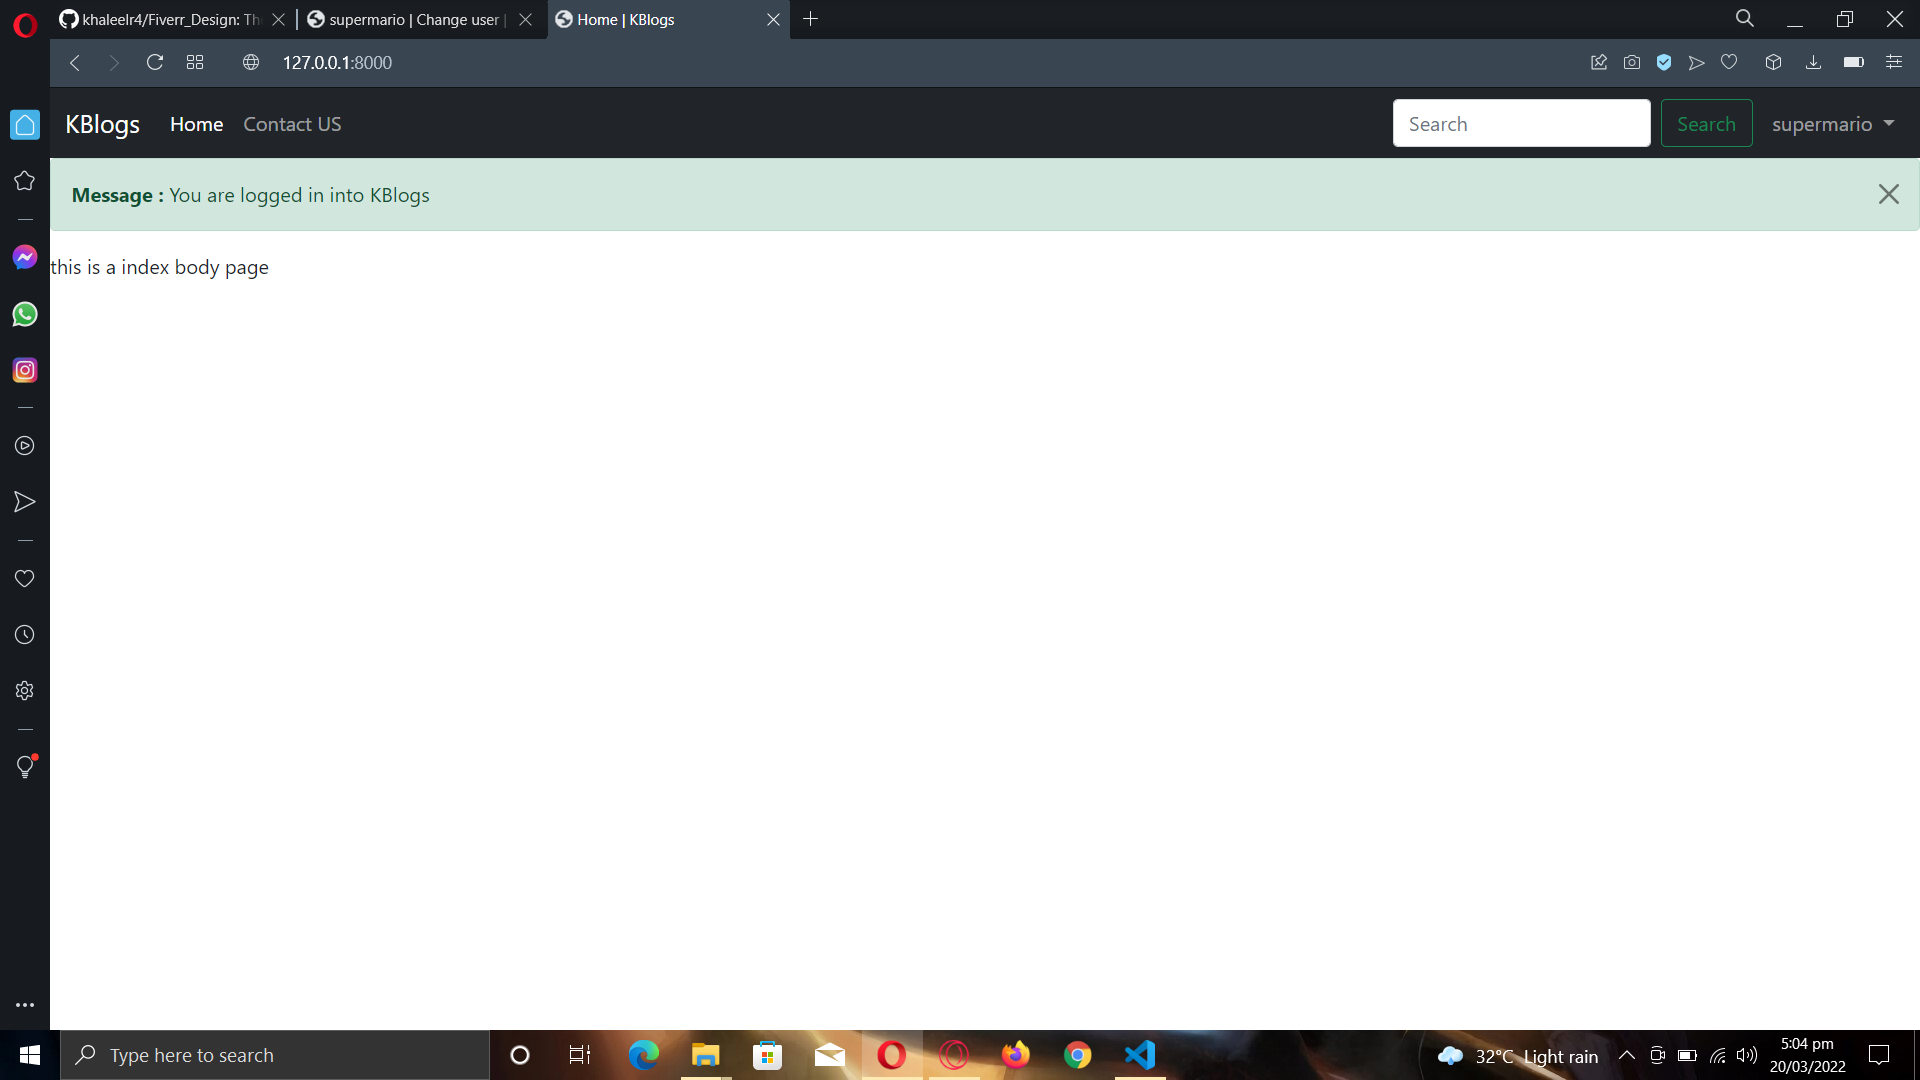 khaleelr4/Fiverr_Design: Th
supermario | Change user |
Home | KBlogs
127.0.0.1:8000
KBlogs
Home
Contact US
Search
Search
supermario
Message : You are logged in into KBlogs
this is a index body page
Type here to search
32°C Light rain
5:04 pm
20/03/2022